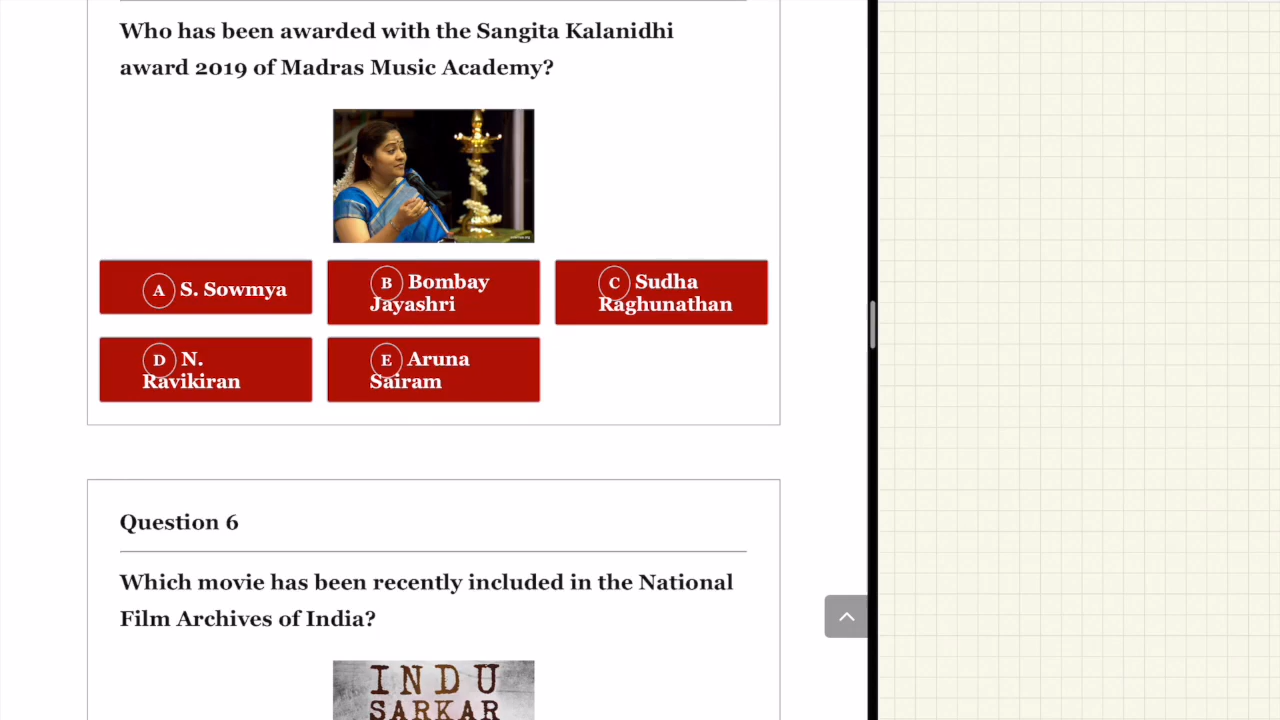 Who has been awarded with the Sangita Kalanidhi
award 2019 of Madras Music Academy?
A S. Sowmya
B Bombay
Jayashri
C Sudha
Raghunathan
D N.
Ravikiran
E Aruna
Sairam
Question 6
Which movie has been recently included in the National
Film Archives of India?
INDU
SARKAR